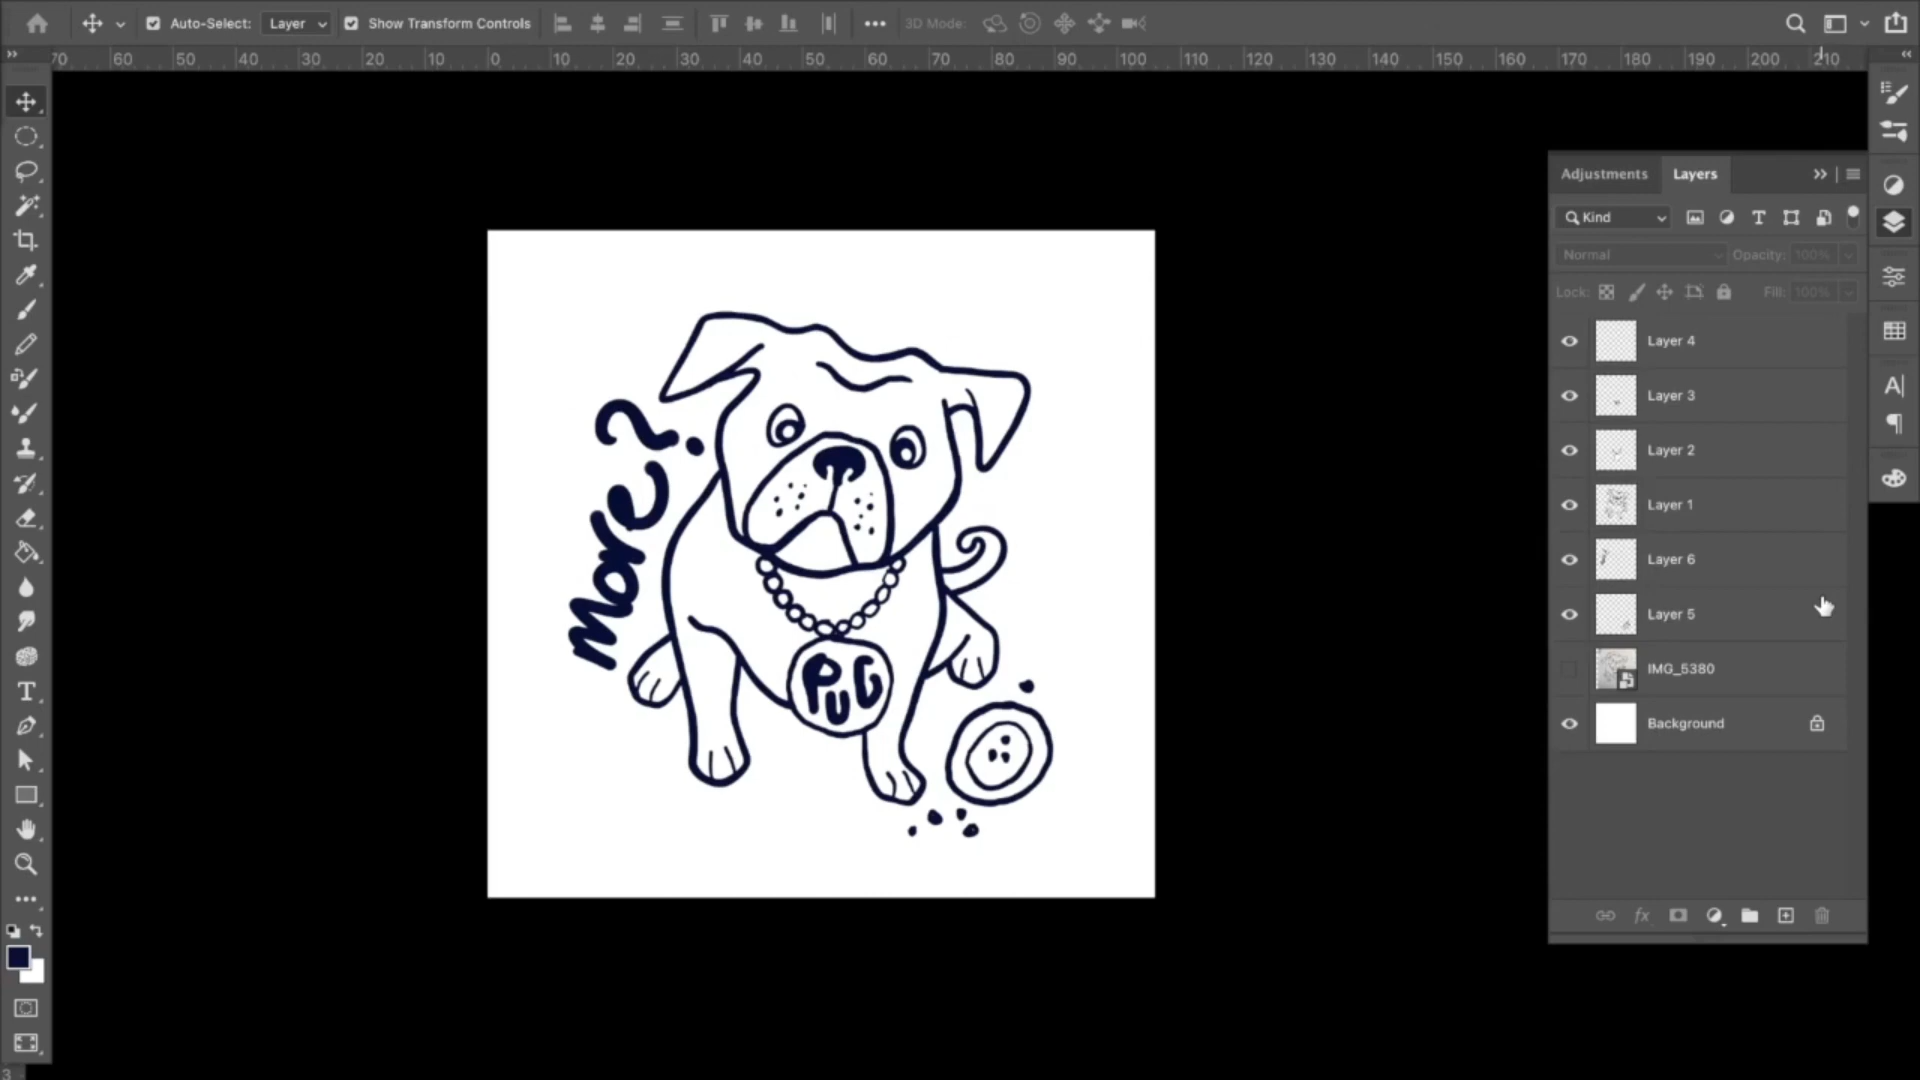 Auto-Select: Layer Show Transform Controls 3D Mode:
70 60 50 40 30 20 10 0 10 20 30 40 50 60 70 80 90 100 110 120 130 140 150 160 170 180 190 200 210
Adjustments Layers
Kind
Normal Opacity: 100%
Lock: Fill: 100%
Layer 4
Layer 3
Layer 2
Layer 1
Layer 6
Layer 5
IMG_5380
Background
More?
PUG
3